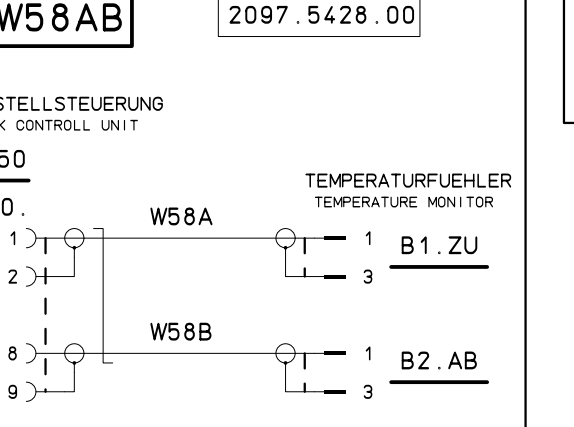 W58AB
2097.5428.00
STELLSTEUERUNG
K CONTROLL UNIT
50
0.
TEMPERATURFUEHLER
TEMPERATURE MONITOR
1 W58A 1 B1.ZU
2 3
8 W58B 1 B2.AB
9 3